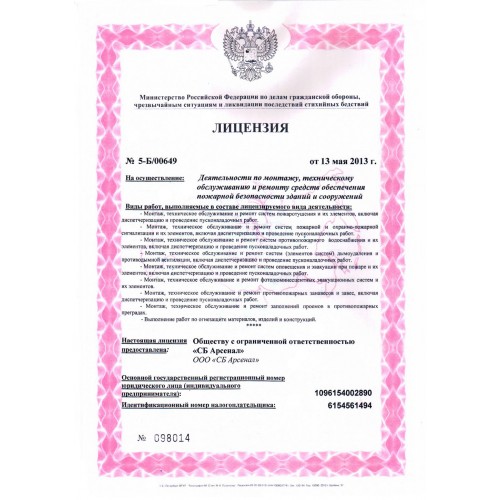 Министерство Российской Федерации по делам гражданской обороны,
чрезвычайным ситуациям и ликвидации последствий стихийных бедствий
ЛИЦЕНЗИЯ
№ 5-Б/00649 от 13 мая 2013 г.
На осуществление: Деятельности по монтажу, техническому
обслуживанию и ремонту средств обеспечения
пожарной безопасности зданий и сооружений
Виды работ, выполняемые в составе лицензируемого вида деятельности:
- Монтаж, техническое обслуживание и ремонт систем пожаротушения и их элементов, включая
диспетчеризацию и проведение пусконаладочных работ.
- Монтаж, техническое обслуживание и ремонт систем пожарной и охранно-пожарной
сигнализации и их элементов, включая диспетчеризацию и проведение пусконаладочных работ.
- Монтаж, техническое обслуживание и ремонт систем противопожарного водоснабжения и их
элементов, включая диспетчеризацию и проведение пусконаладочных работ.
- Монтаж, техническое обслуживание и ремонт систем (элементов систем) дымоудаления и
противодымной вентиляции, включая диспетчеризацию и проведение пусконаладочных работ.
- Монтаж, техническое обслуживание и ремонт систем оповещения и эвакуации при пожаре и их
элементов, включая диспетчеризацию и проведение пусконаладочных работ.
- Монтаж, техническое обслуживание и ремонт фотолюминесцентных эвакуационных систем и
их элементов.
- Монтаж, техническое обслуживание и ремонт противопожарных занавесов и завес, включая
диспетчеризацию и проведение пусконаладочных работ.
- Монтаж, техническое обслуживание и ремонт заполнений проемов в противопожарных
преградах.
- Выполнение работ по огнезащите материалов, изделий и конструкций.
*****
Настоящая лицензия Обществу с ограниченной ответственностью
предоставлена: «СБ Арсенал»
ООО «СБ Арсенал»
Основной государственный регистрационный номер
юридического лица (индивидуального
предпринимателя): 1096154002890
Идентификационный номер налогоплательщика: 6154561494
№ 098014